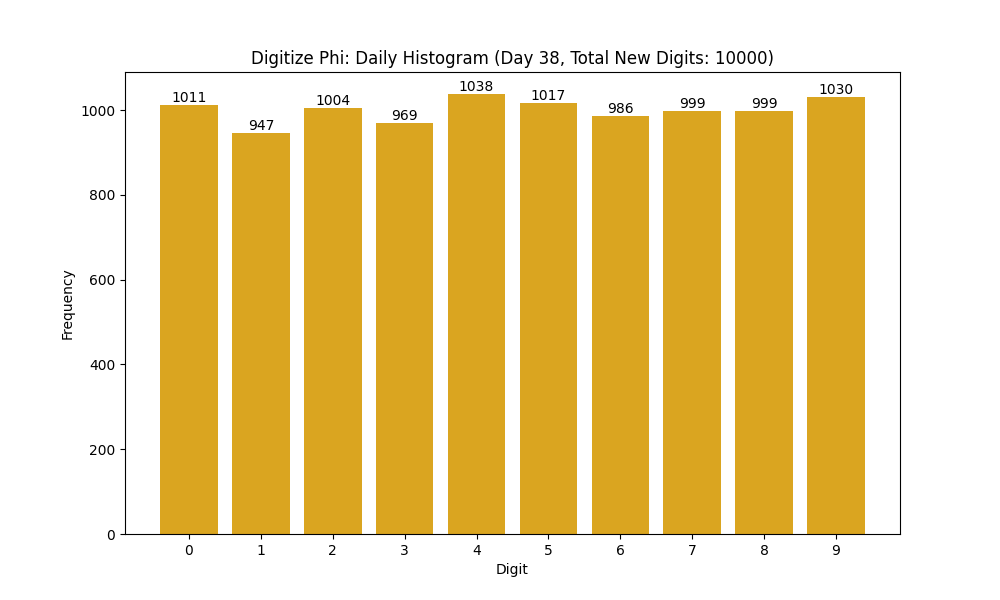 Digitize Phi: Daily Histogram (Day 38, Total New Digits: 10000)
1011 947 1004 969 1038 1017 986 999 999 1030
1000
800
600
400
200
0
Frequency
0 1 2 3 4 5 6 7 8 9
Digit